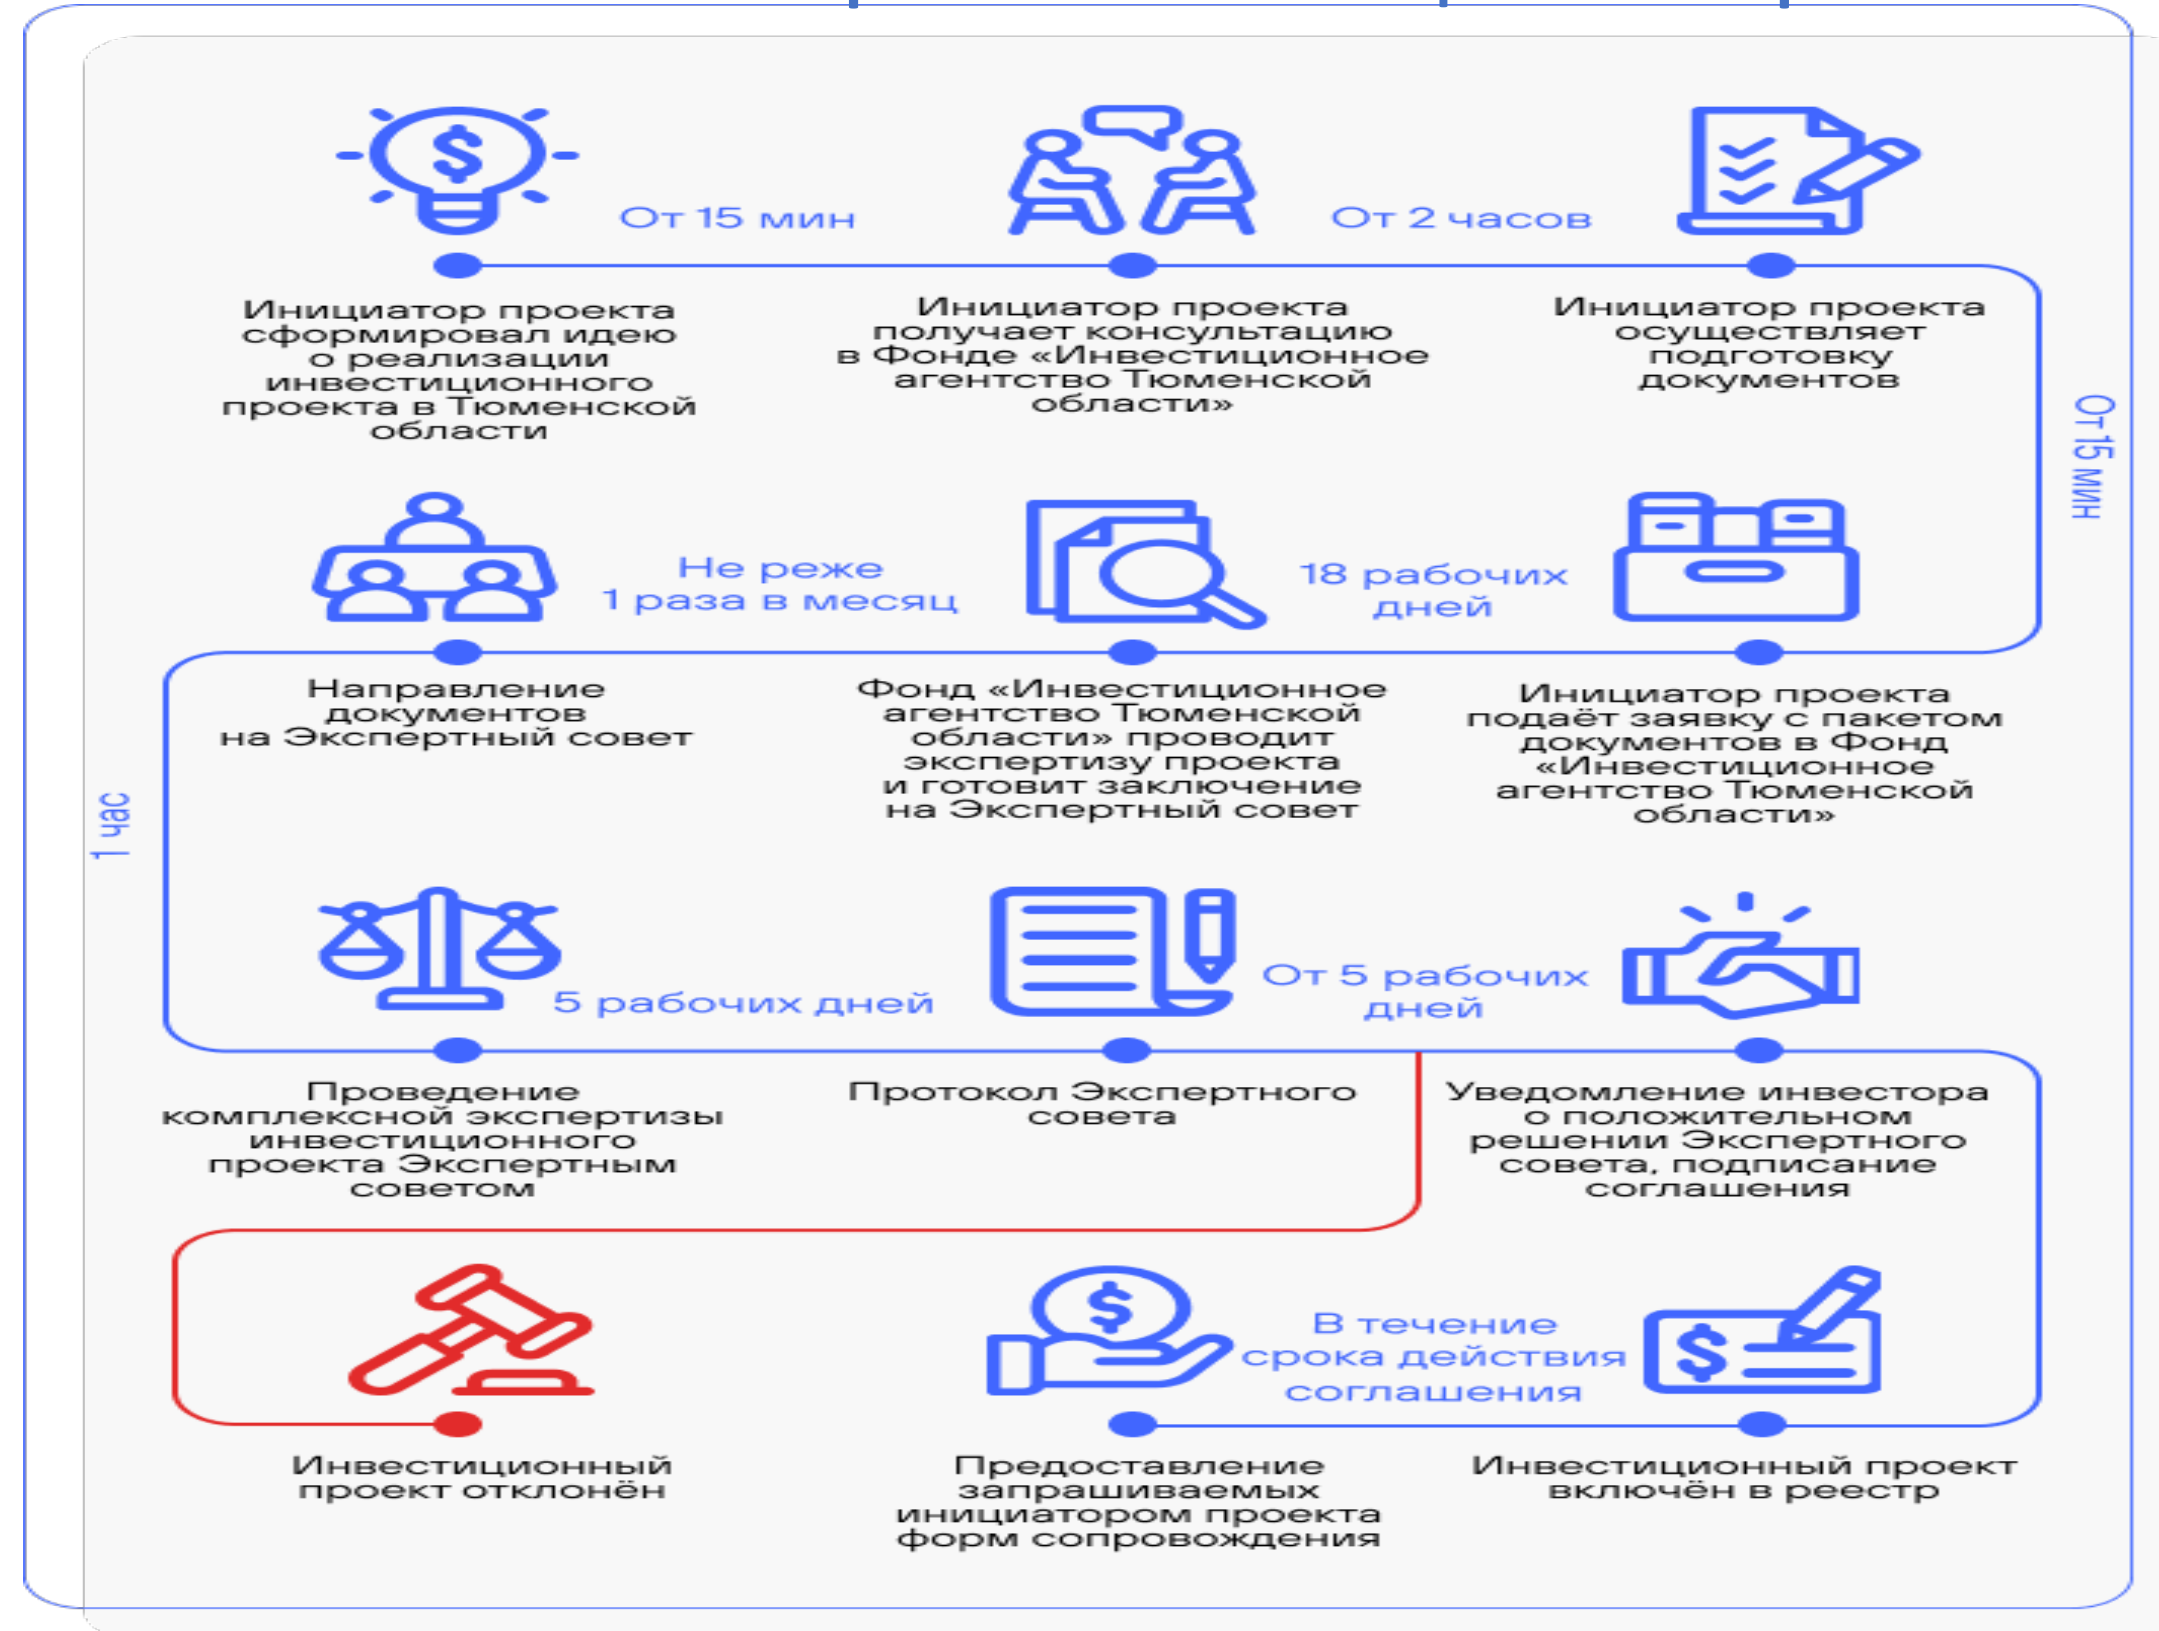 От 15 мин
От 2 часов
Инициатор проекта
сформировал идею
о реализации
инвестиционного
проекта в Тюменской
области
Инициатор проекта
получает консультацию
в Фонде «Инвестиционное
агентство Тюменской
области»
Инициатор проекта
осуществляет
подготовку
документов
От 15 мин
Не реже
1 раза в месяц
18 рабочих
дней
Направление
документов
на Экспертный совет
Фонд «Инвестиционное
агентство Тюменской
области» проводит
экспертизу проекта
и готовит заключение
на Экспертный совет
Инициатор проекта
подаёт заявку с пакетом
документов в Фонд
«Инвестиционное
агентство Тюменской
области»
1 час
5 рабочих дней
От 5 рабочих
дней
Проведение
комплексной экспертизы
инвестиционного
проекта Экспертным
советом
Протокол Экспертного
совета
Уведомление инвестора
о положительном
решении Экспертного
совета, подписание
соглашения
В течение
срока действия
соглашения
Инвестиционный
проект отклонён
Предоставление
запрашиваемых
инициатором проекта
форм сопровождения
Инвестиционный проект
включён в реестр